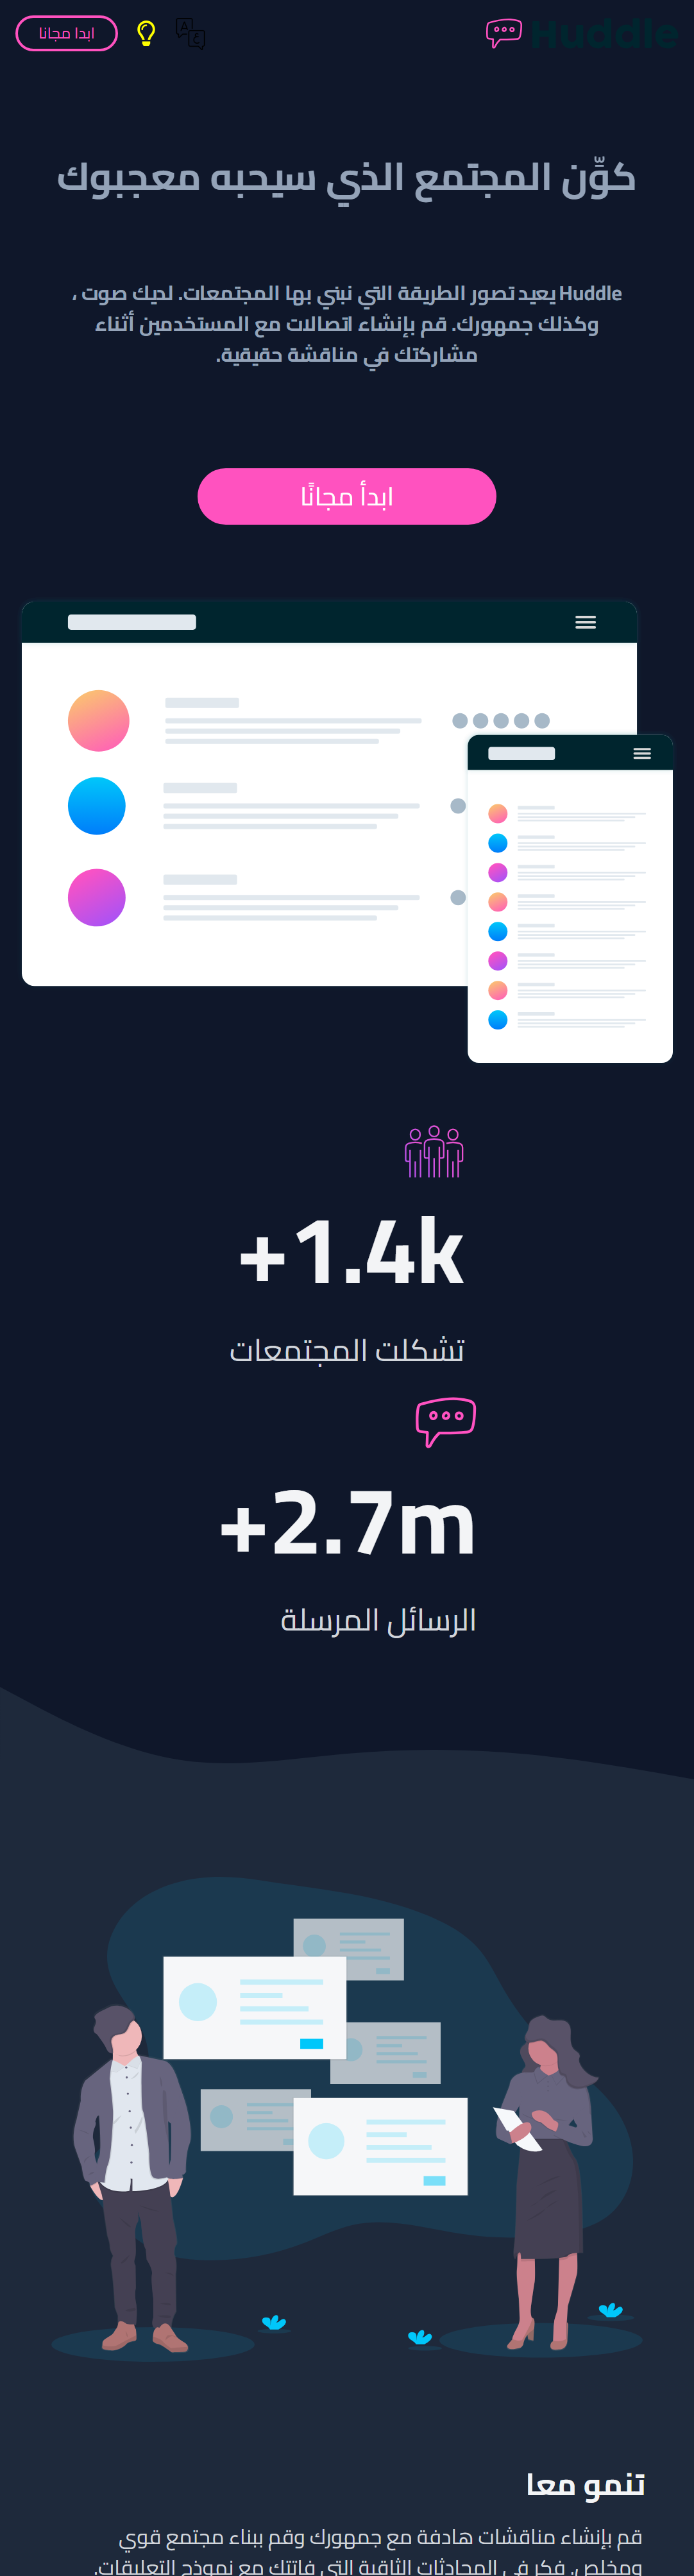 Huddle
ابدا مجانا
كوِّن المجتمع الذي سيحبه معجبوك
Huddle يعيد تصور الطريقة التي نبني بها المجتمعات. لديك صوت ،
وكذلك جمهورك. قم بإنشاء اتصالات مع المستخدمين أثناء
مشاركتك في مناقشة حقيقية.
ابدأ مجانًا
+1.4k
تشكلت المجتمعات
+2.7m
الرسائل المرسلة
تنمو معا
قم بإنشاء مناقشات هادفة مع جمهورك وقم ببناء مجتمع قوي
ومخلص. فكر في المحادثات الثاقبة التي فاتتك مع نموذج التعليقات.